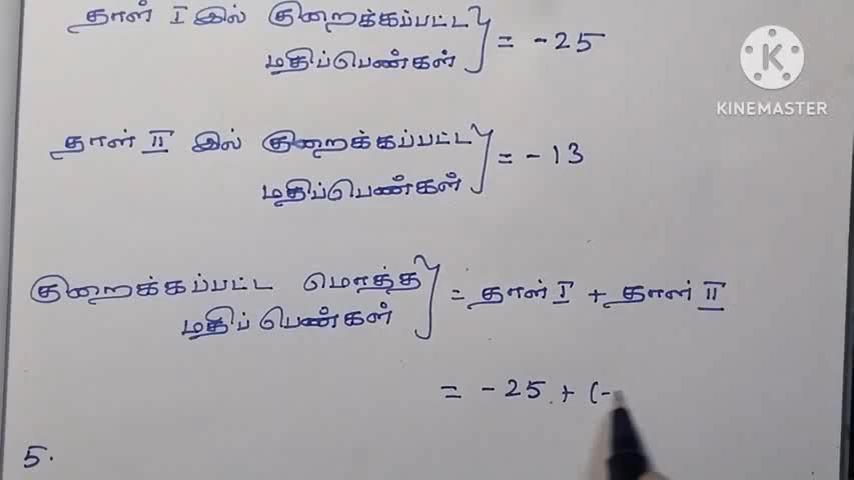 தாள் I இல் குறைக்கப்பட்ட
மதிப்பெண்கள் } = -25
KINEMASTER
தாள் II இல் குறைக்கப்பட்ட
மதிப்பெண்கள் } = -13
குறைக்கப்பட்ட மொத்த
மதிப்பெண்கள் } = தாள் I + தாள் II
= -25 + (-
5.